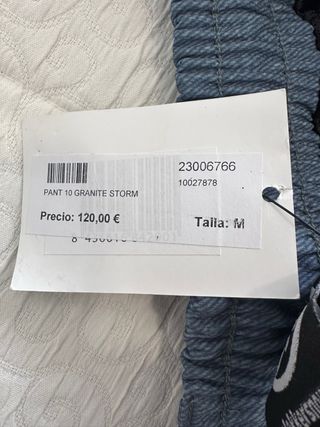 23006766
10027878
PANT 10 GRANITE STORM
Precio: 120,00 €
Talla: M